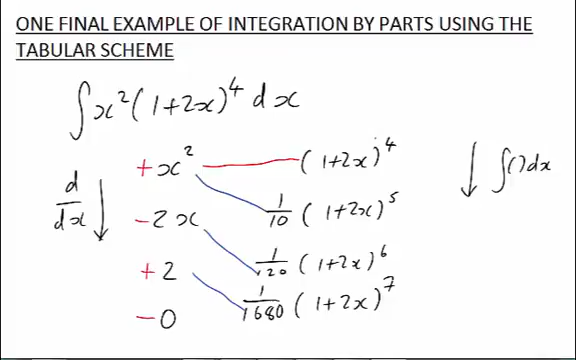 ONE FINAL EXAMPLE OF INTEGRATION BY PARTS USING THE
TABULAR SCHEME
∫x²(1+2x)⁴dx
+x² (1+2x)⁴
d/dx ↓ ↓ ∫()dx
-2x 1/10 (1+2x)⁵
+2 1/120 (1+2x)⁶
-0 1/1680 (1+2x)⁷